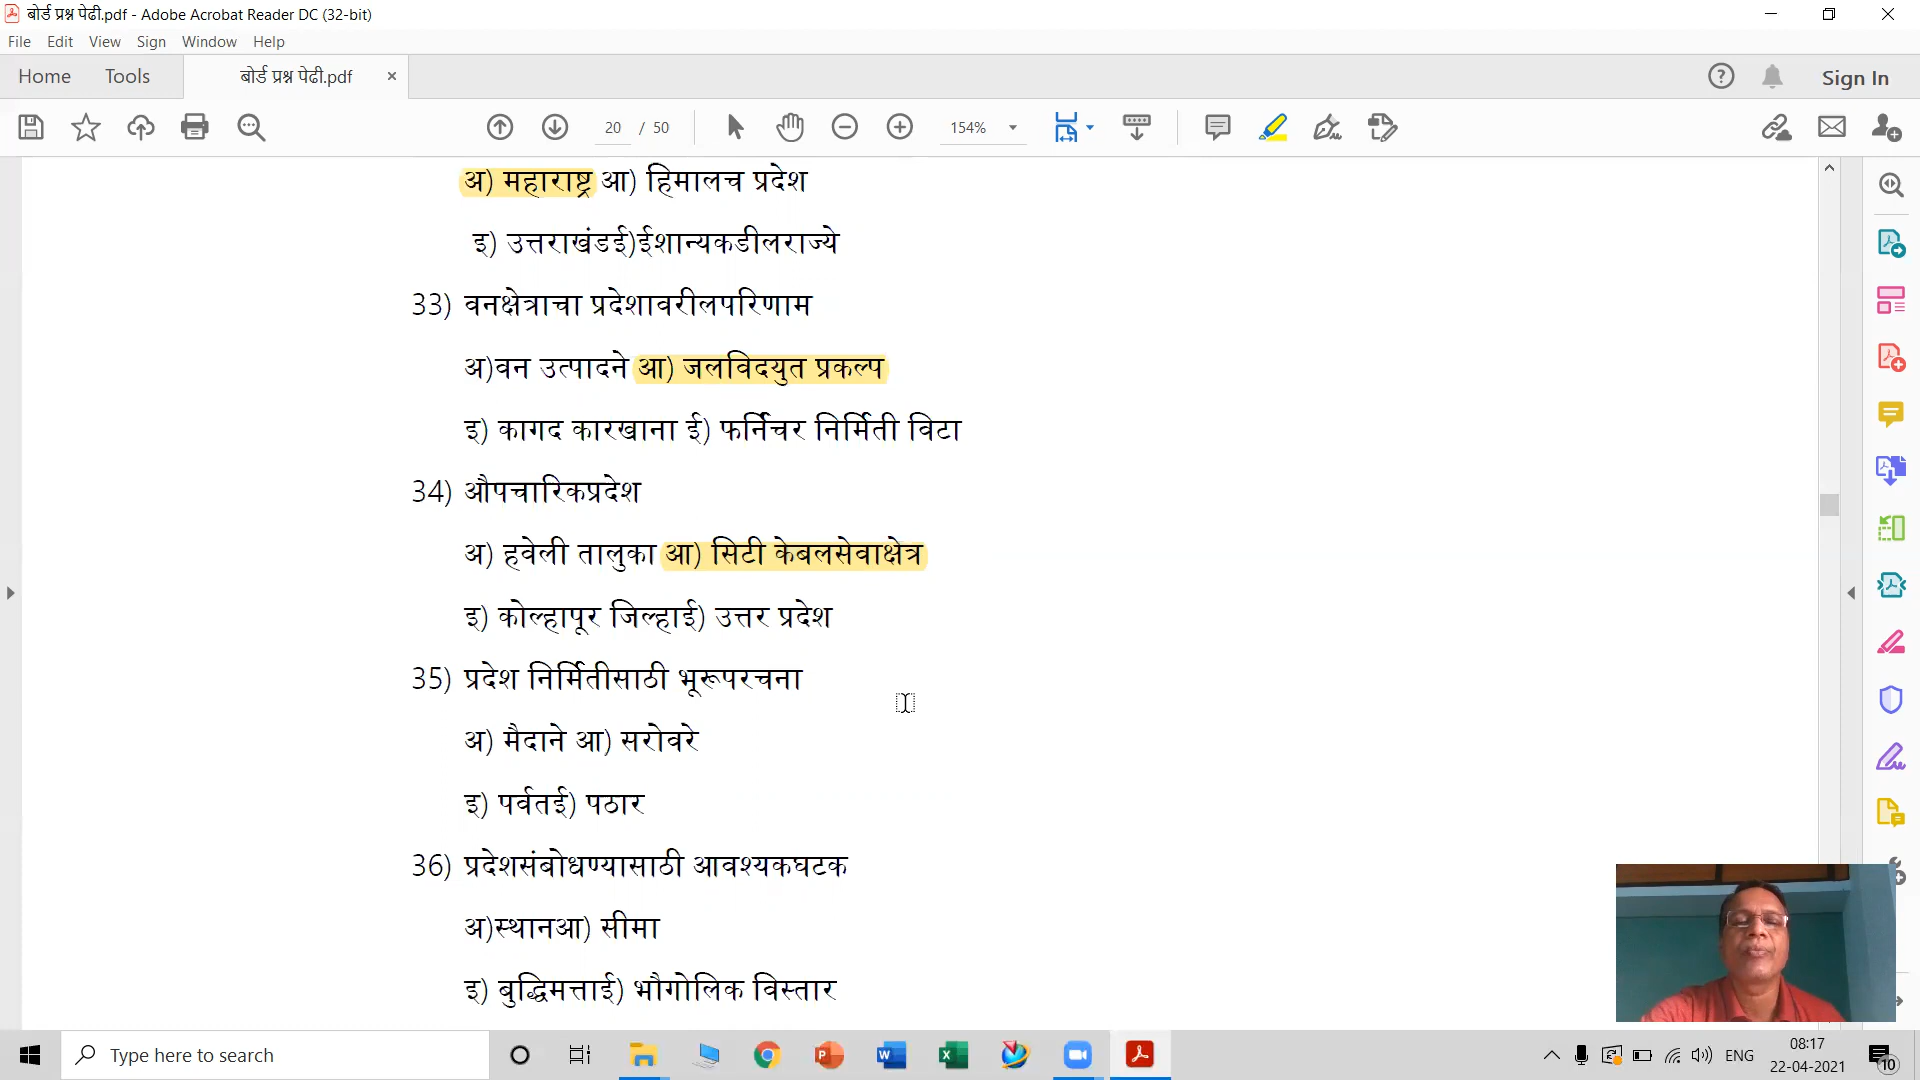 बोर्ड प्रश्न पेढी.pdf - Adobe Acrobat Reader DC (32-bit)
File Edit View Sign Window Help
Home Tools बोर्ड प्रश्न पेढी.pdf × Sign In
20 / 50 154%
अ) महाराष्ट्र आ) हिमालच प्रदेश
इ) उत्तराखंडई)ईशान्यकडीलराज्ये
33) वनक्षेत्राचा प्रदेशावरीलपरिणाम
अ)वन उत्पादने आ) जलविदयुत प्रकल्प
इ) कागद कारखाना ई) फर्निचर निर्मिती विटा
34) औपचारिकप्रदेश
अ) हवेली तालुका आ) सिटी केबलसेवाक्षेत्र
इ) कोल्हापूर जिल्हाई) उत्तर प्रदेश
35) प्रदेश निर्मितीसाठी भूरूपरचना
अ) मैदाने आ) सरोवरे
इ) पर्वतई) पठार
36) प्रदेशसंबोधण्यासाठी आवश्यकघटक
अ)स्थानआ) सीमा
इ) बुद्धिमत्ताई) भौगोलिक विस्तार
Type here to search
ENG
08:17
22-04-2021
10